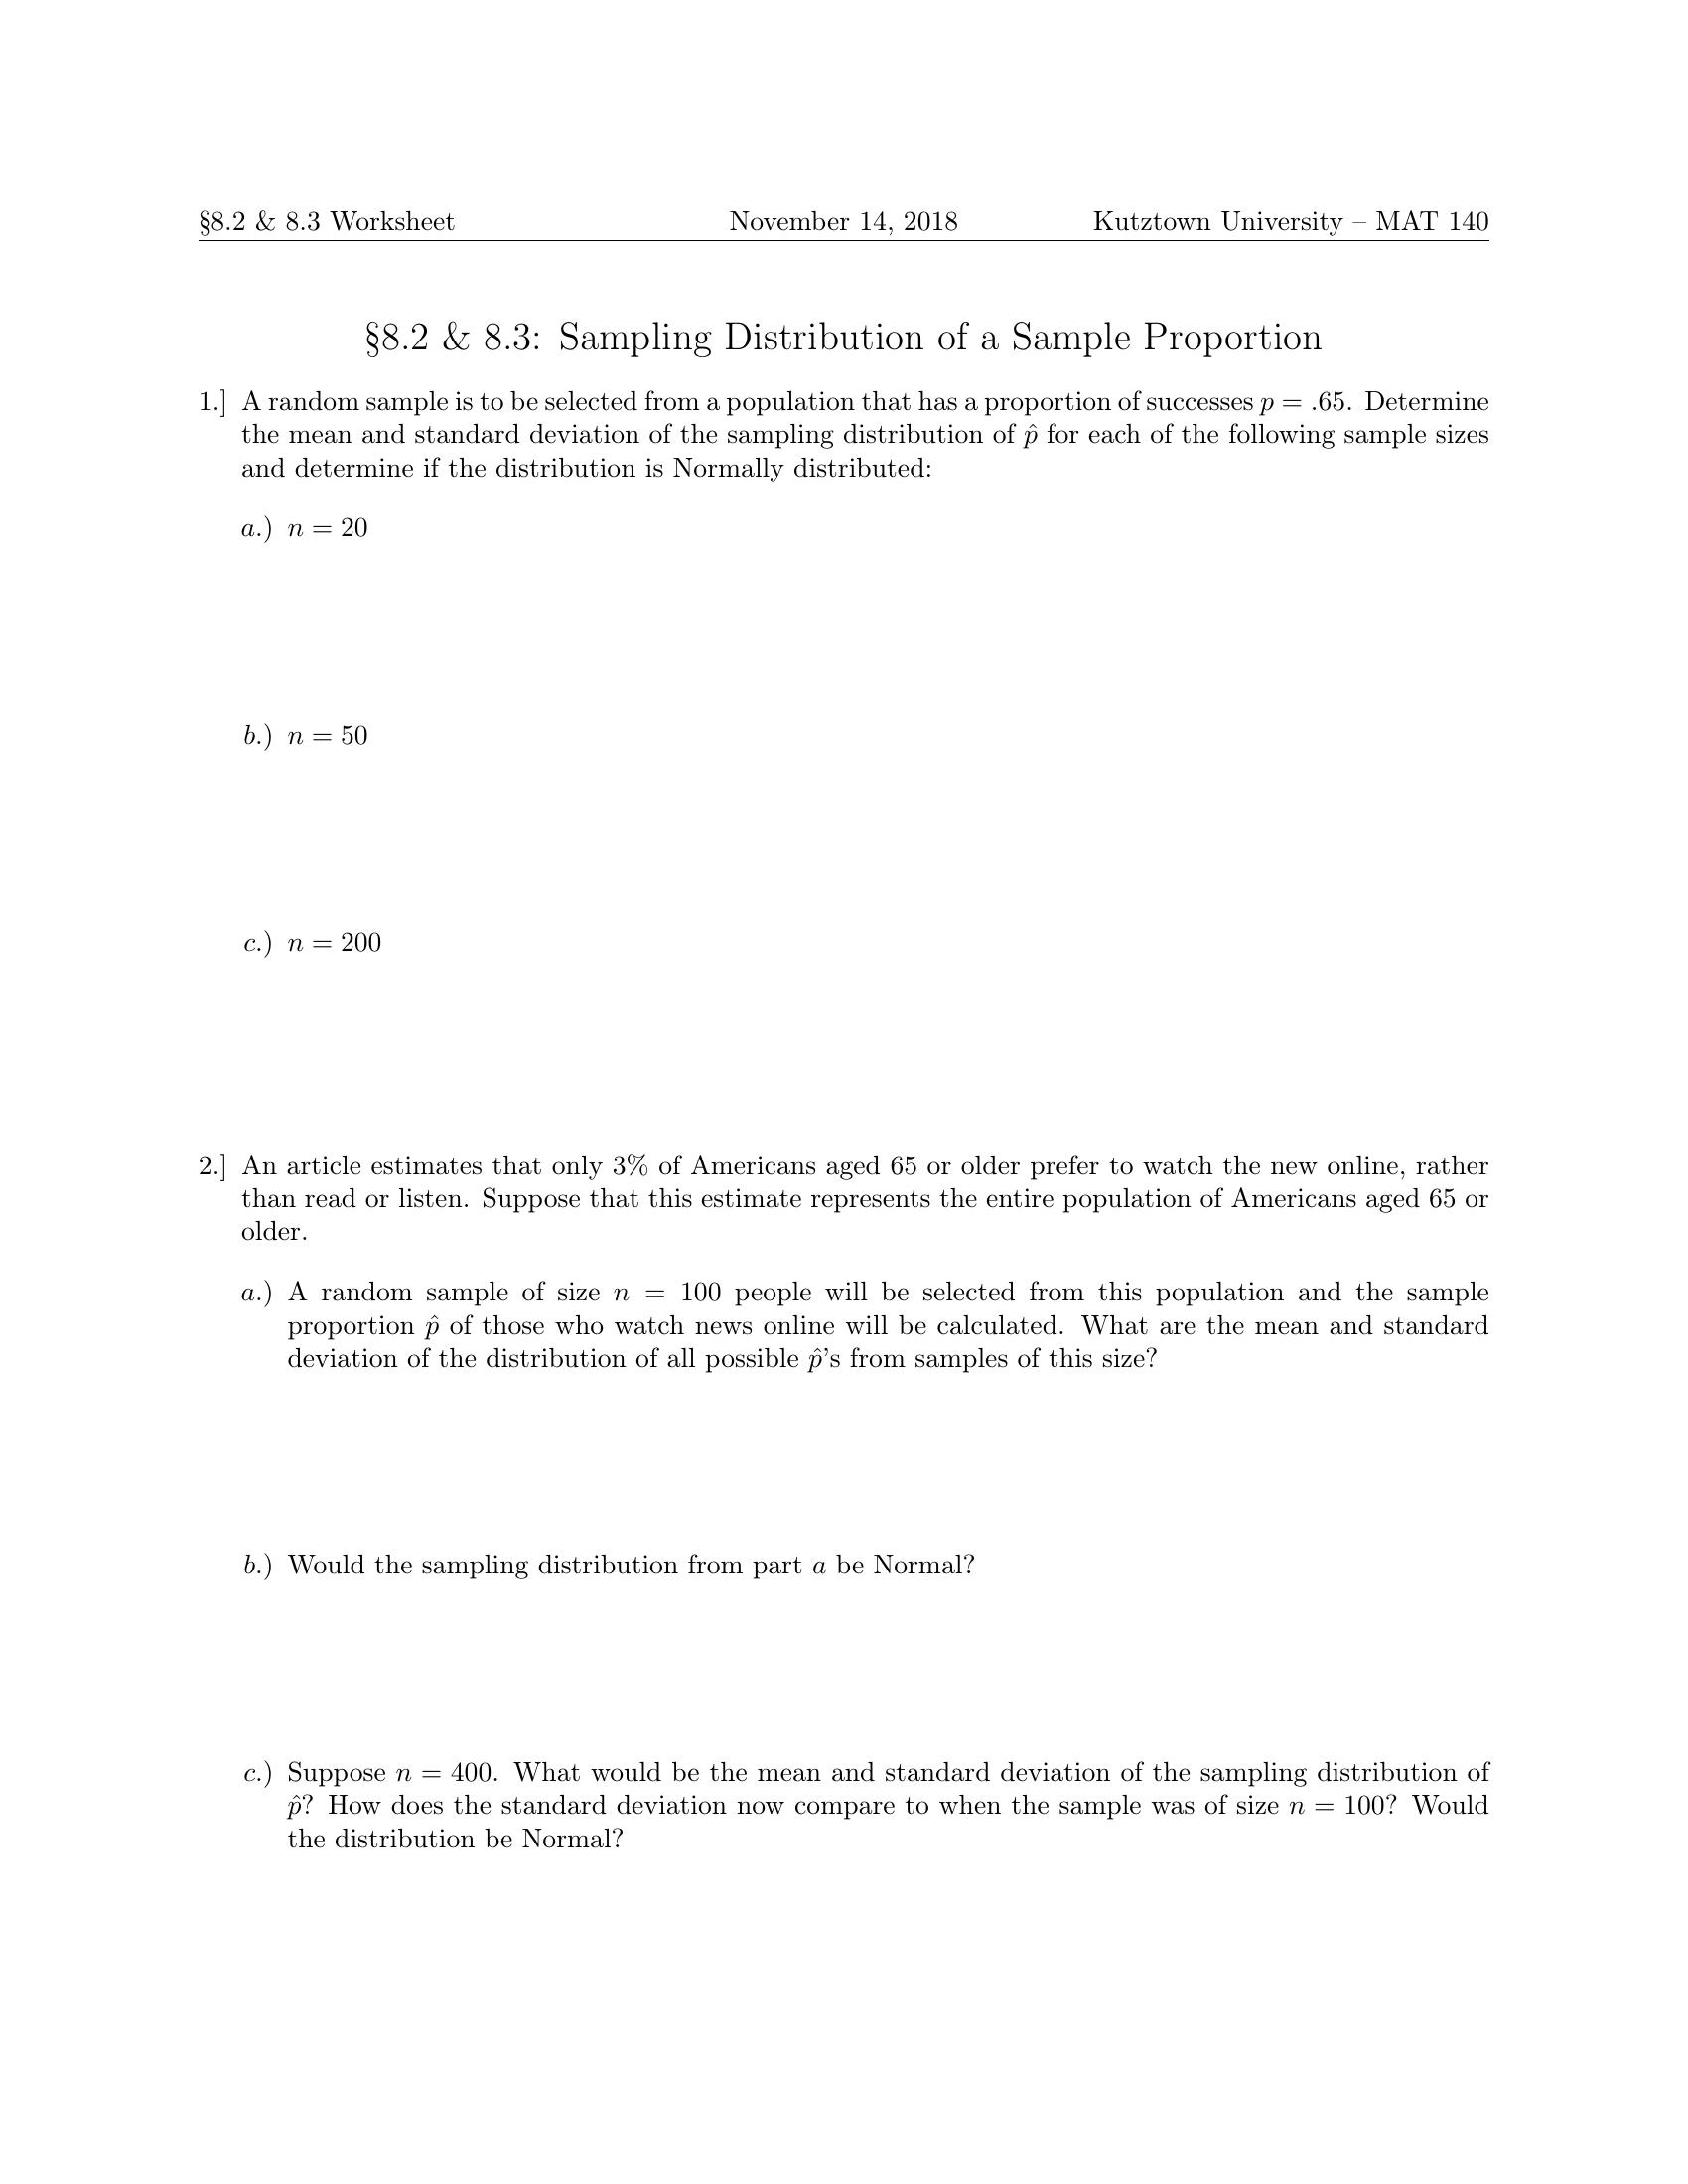 §8.2 & 8.3 Worksheet November 14, 2018 Kutztown University – MAT 140
§8.2 & 8.3: Sampling Distribution of a Sample Proportion
1.] A random sample is to be selected from a population that has a proportion of successes p = .65. Determine
the mean and standard deviation of the sampling distribution of p̂ for each of the following sample sizes
and determine if the distribution is Normally distributed:
a.) n = 20
b.) n = 50
c.) n = 200
2.] An article estimates that only 3% of Americans aged 65 or older prefer to watch the new online, rather
than read or listen. Suppose that this estimate represents the entire population of Americans aged 65 or
older.
a.) A random sample of size n = 100 people will be selected from this population and the sample
proportion p̂ of those who watch news online will be calculated. What are the mean and standard
deviation of the distribution of all possible p̂'s from samples of this size?
b.) Would the sampling distribution from part a be Normal?
c.) Suppose n = 400. What would be the mean and standard deviation of the sampling distribution of
p̂? How does the standard deviation now compare to when the sample was of size n = 100? Would
the distribution be Normal?